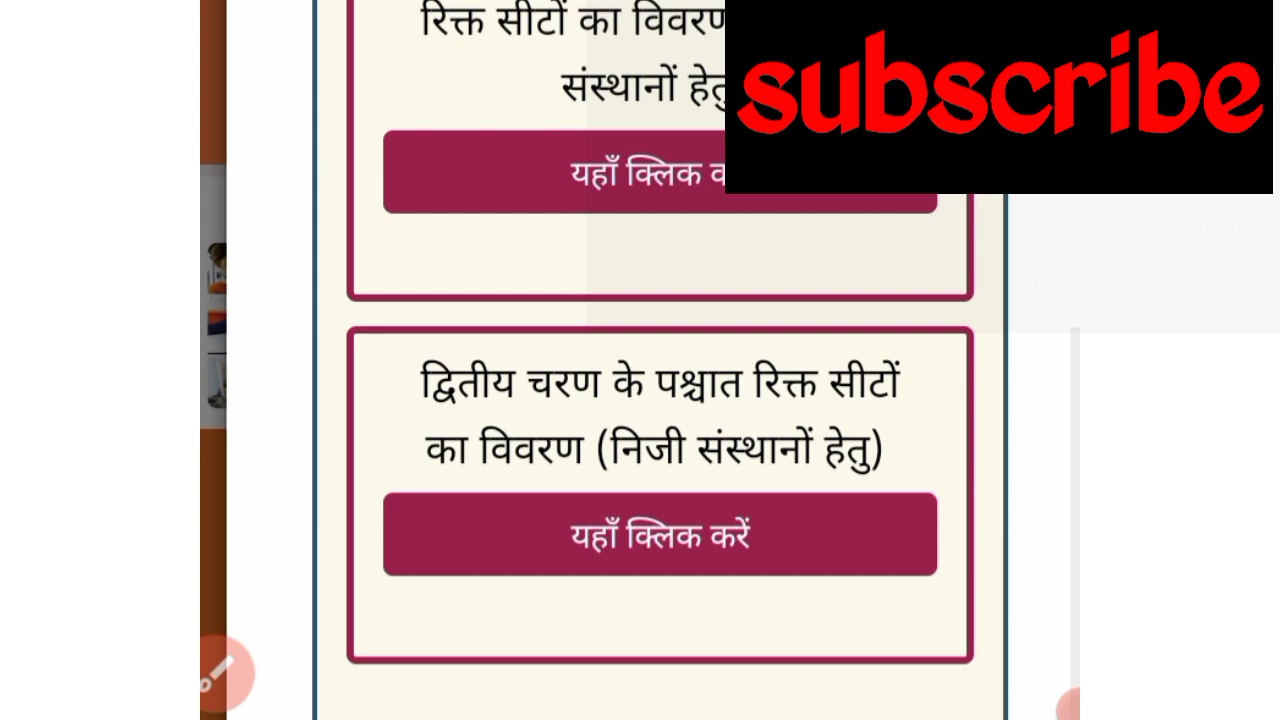 रिक्त सीटों का विवरण
संस्थानों हेतु
subscribe
यहाँ क्लिक
द्वितीय चरण के पश्चात रिक्त सीटों
का विवरण (निजी संस्थानों हेतु)
यहाँ क्लिक करें